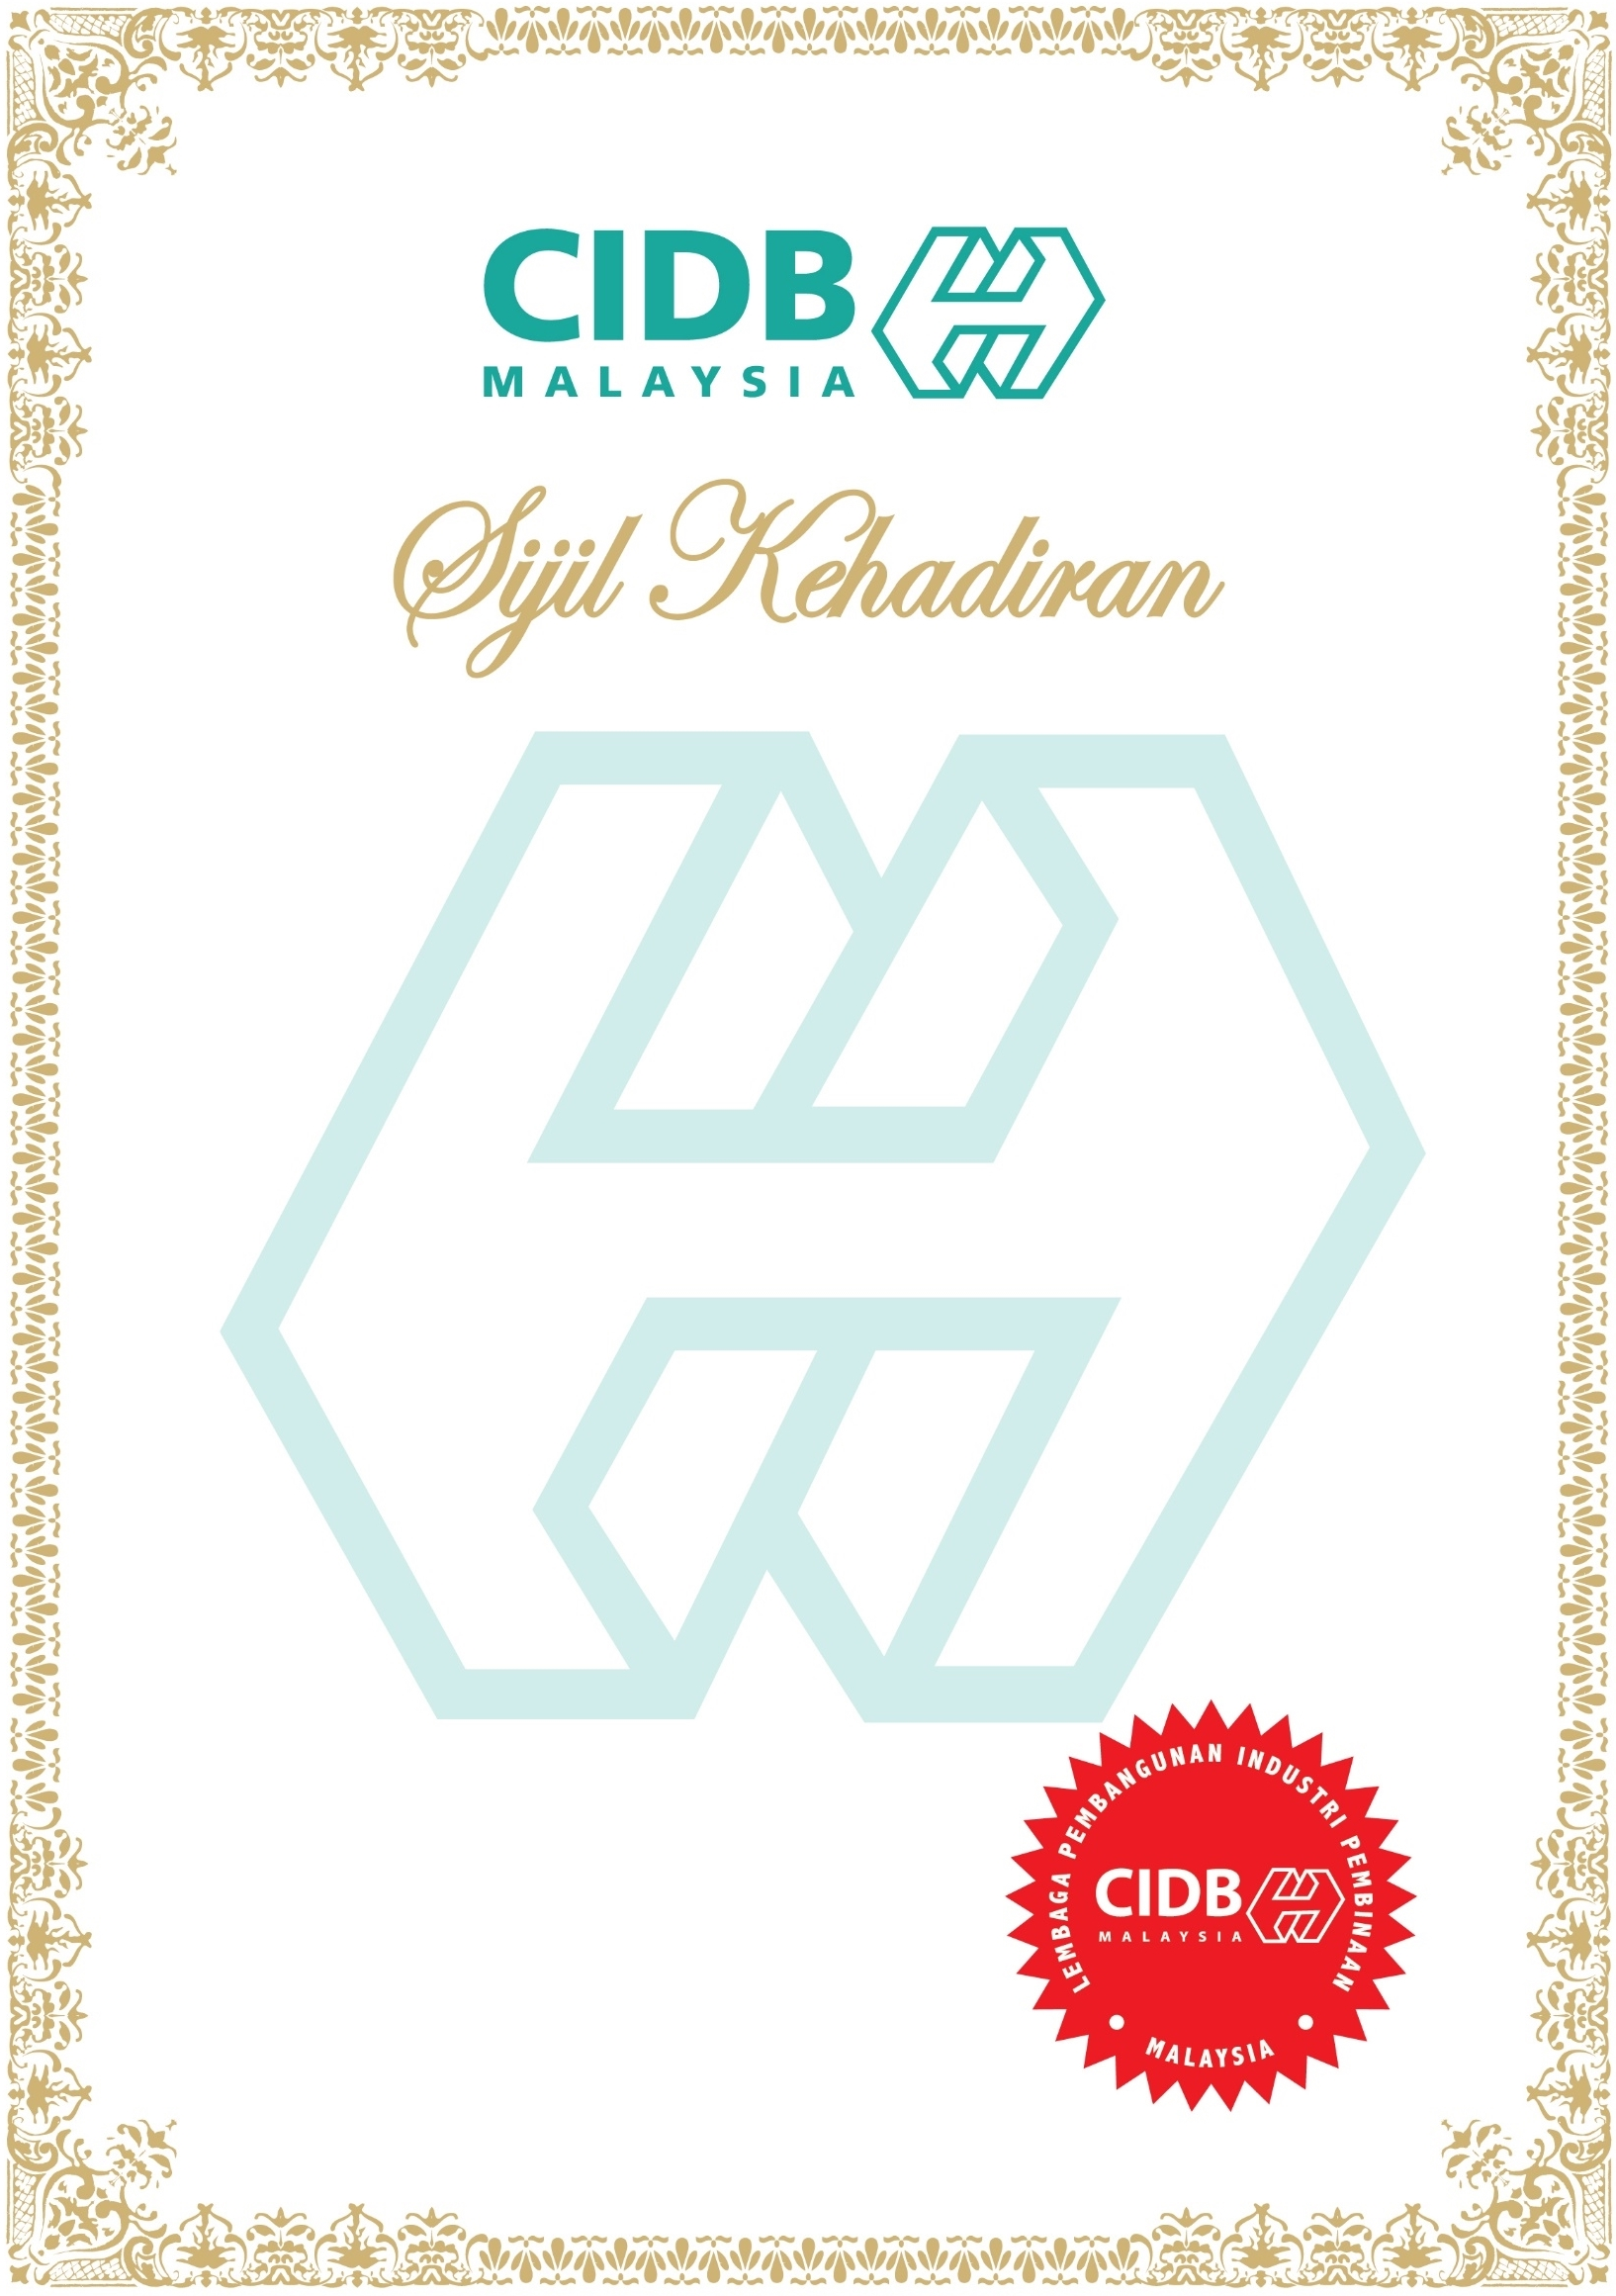 CIDB
MALAYSIA
Sijil Kehadiran
LEMBAGA PEMBANGUNAN INDUSTRI PEMBINAAN
CIDB
MALAYSIA
MALAYSIA